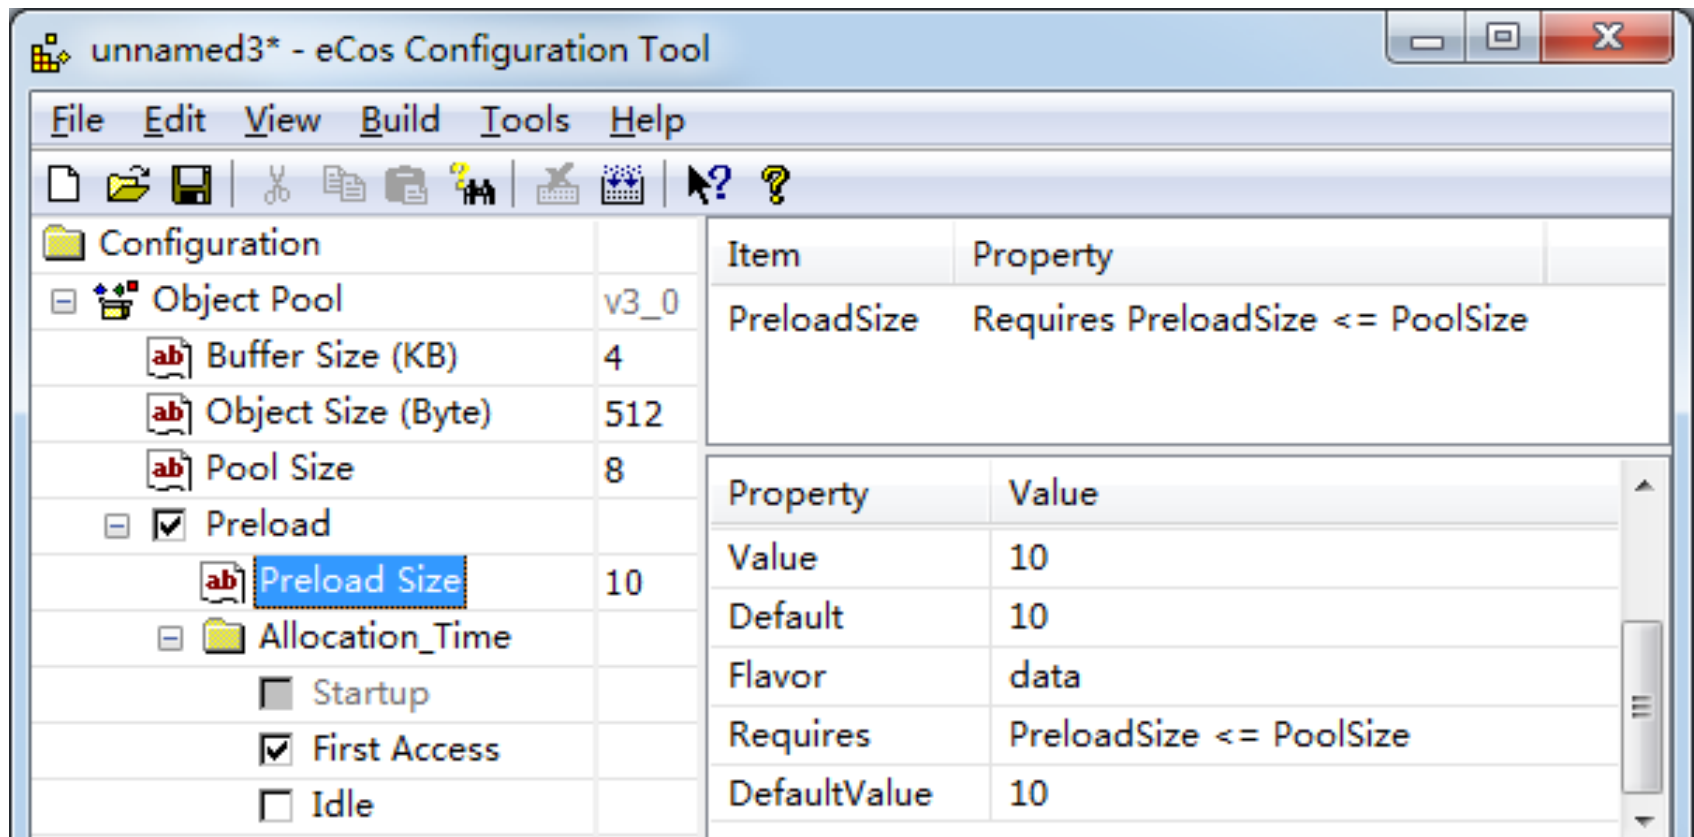 unnamed3* - eCos Configuration Tool
File Edit View Build Tools Help
Configuration
Object Pool v3_0
Buffer Size (KB) 4
Object Size (Byte) 512
Pool Size 8
Preload
Preload Size 10
Allocation_Time
Startup
First Access
Idle
Item Property
PreloadSize Requires PreloadSize <= PoolSize
Property Value
Value 10
Default 10
Flavor data
Requires PreloadSize <= PoolSize
DefaultValue 10